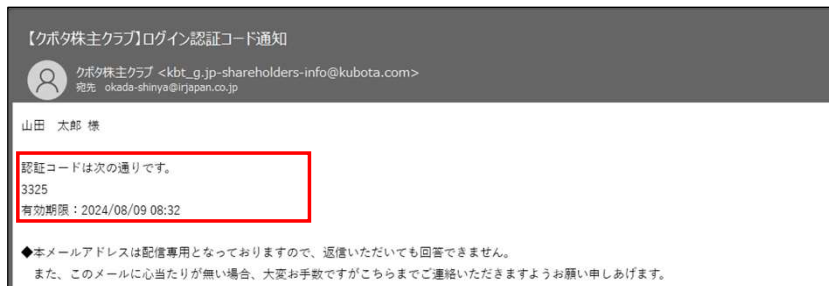 【クボタ株主クラブ】ログイン認証コード通知
クボタ株主クラブ <kbt_g.jp-shareholders-info@kubota.com>
宛先 okada-shinya@irjapan.co.jp
山田　太郎 様
認証コードは次の通りです。
3325
有効期限：2024/08/09 08:32
◆本メールアドレスは配信専用となっておりますので、返信いただいても回答できません。
また、このメールに心当たりが無い場合、大変お手数ですがこちらまでご連絡いただきますようお願い申しあげます。